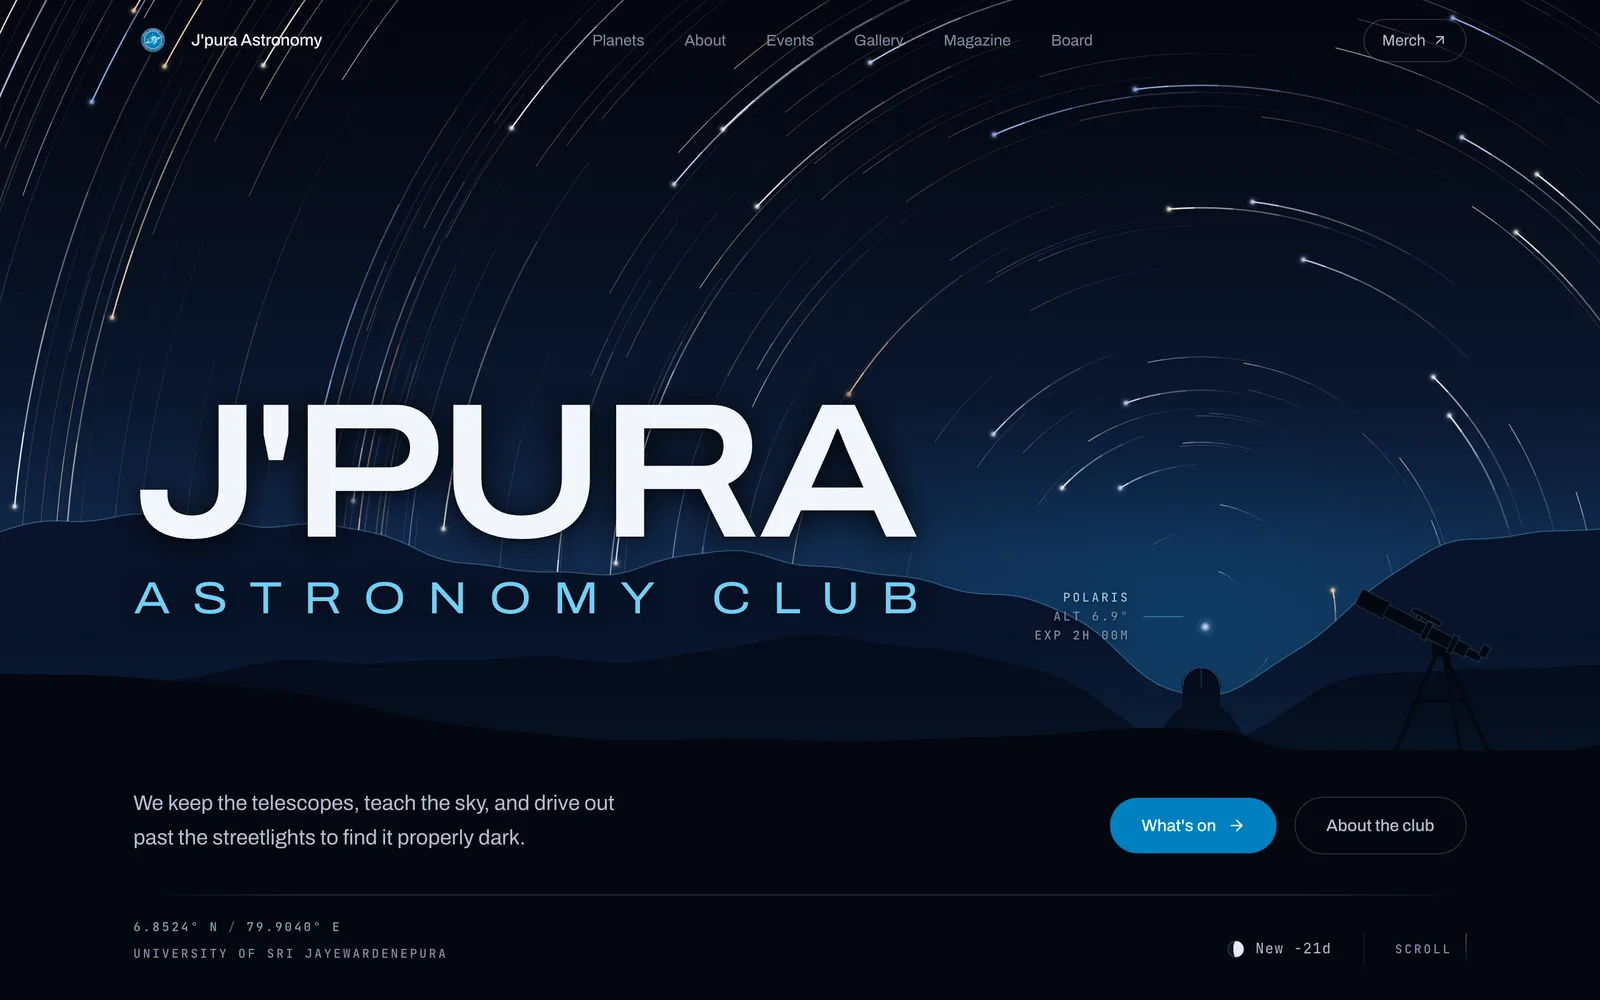 J'pura Astronomy
Planets
About
Events
Gallery
Magazine
Board
Merch
J'PURA
ASTRONOMY CLUB
POLARIS
ALT 6.9°
EXP 2H 00M
We keep the telescopes, teach the sky, and drive out
past the streetlights to find it properly dark.
What's on
About the club
6.8524° N / 79.9040° E
UNIVERSITY OF SRI JAYEWARDENEPURA
New -21d
SCROLL